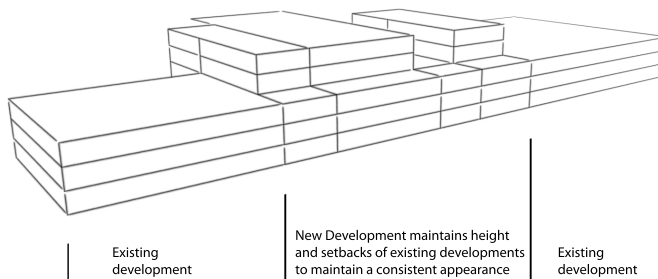 Existing
development
New Development maintains height
and setbacks of existing developments
to maintain a consistent appearance
Existing
development